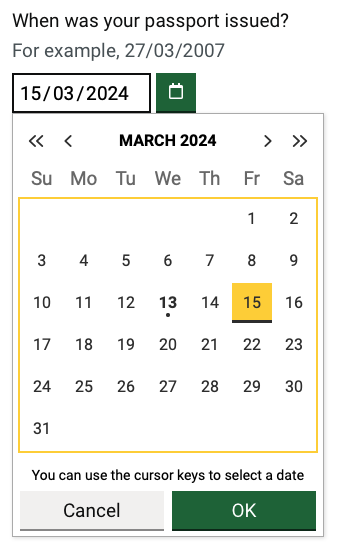 When was your passport issued?
For example, 27/03/2007
15/03/2024
MARCH 2024
Su Mo Tu We Th Fr Sa
1 2
3 4 5 6 7 8 9
10 11 12 13 14 15 16
17 18 19 20 21 22 23
24 25 26 27 28 29 30
31
You can use the cursor keys to select a date
Cancel OK